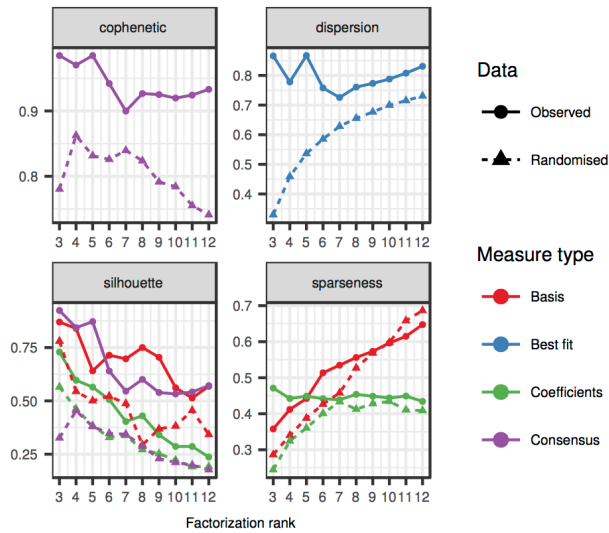 cophenetic
dispersion
0.9
0.8
3 4 5 6 7 8 9 10 11 12
0.8
0.7
0.6
0.5
0.4
3 4 5 6 7 8 9 10 11 12
silhouette
sparseness
0.75
0.50
0.25
3 4 5 6 7 8 9 10 11 12
0.7
0.6
0.5
0.4
0.3
3 4 5 6 7 8 9 10 11 12
Factorization rank
Data
Observed
Randomised
Measure type
Basis
Best fit
Coefficients
Consensus